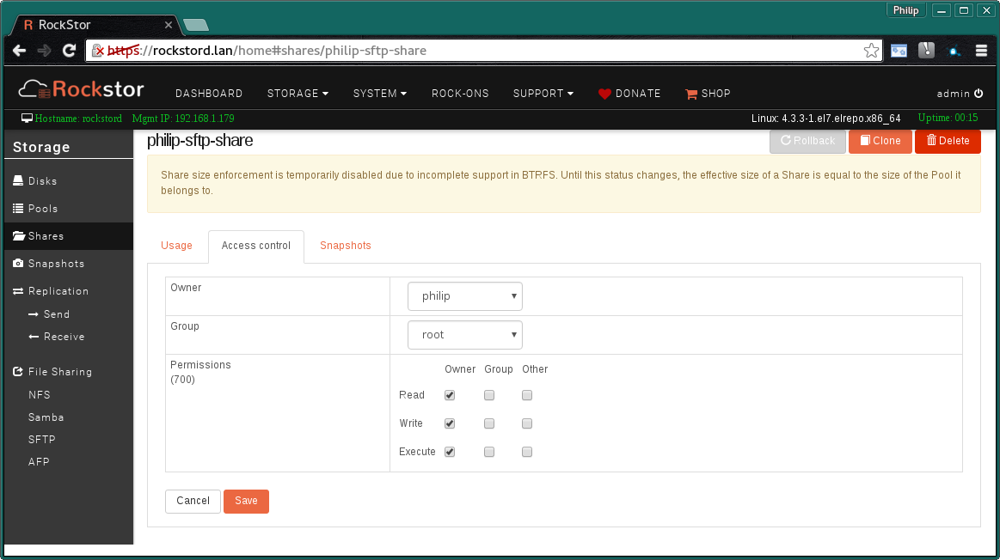 Philip
R RockStor
https://rockstord.lan/home#shares/philip-sftp-share
Rockstor DASHBOARD STORAGE SYSTEM ROCK-ONS SUPPORT DONATE SHOP admin
Hostname: rockstord Mgmt IP: 192.168.1.179 Linux: 4.3.3-1.el7.elrepo.x86_64 Uptime: 00:15
Storage
Disks
Pools
Shares
Snapshots
Replication
Send
Receive
File Sharing
NFS
Samba
SFTP
AFP
philip-sftp-share Rollback Clone Delete
Share size enforcement is temporarily disabled due to incomplete support in BTRFS. Until this status changes, the effective size of a Share is equal to the size of the Pool it
belongs to.
Usage Access control Snapshots
Owner philip
Group root
Permissions
(700)
Owner Group Other
Read
Write
Execute
Cancel Save